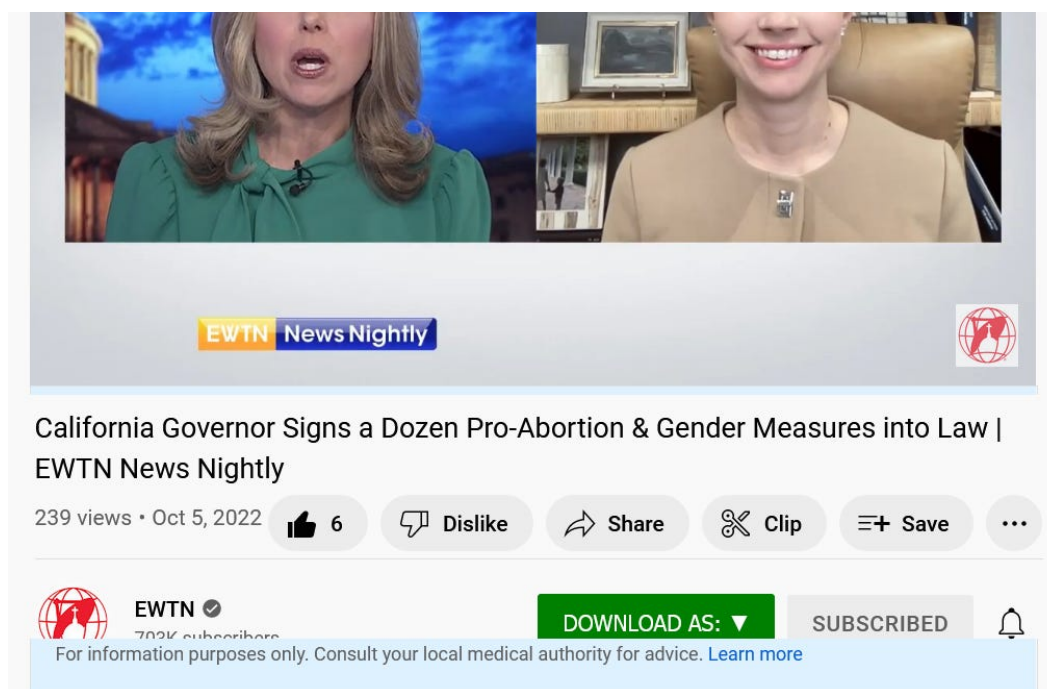 EWTN News Nightly
California Governor Signs a Dozen Pro-Abortion & Gender Measures into Law |
EWTN News Nightly
239 views • Oct 5, 2022 6 Dislike Share Clip Save
EWTN
DOWNLOAD AS: ▼ SUBSCRIBED
703K subscribers
For information purposes only. Consult your local medical authority for advice. Learn more